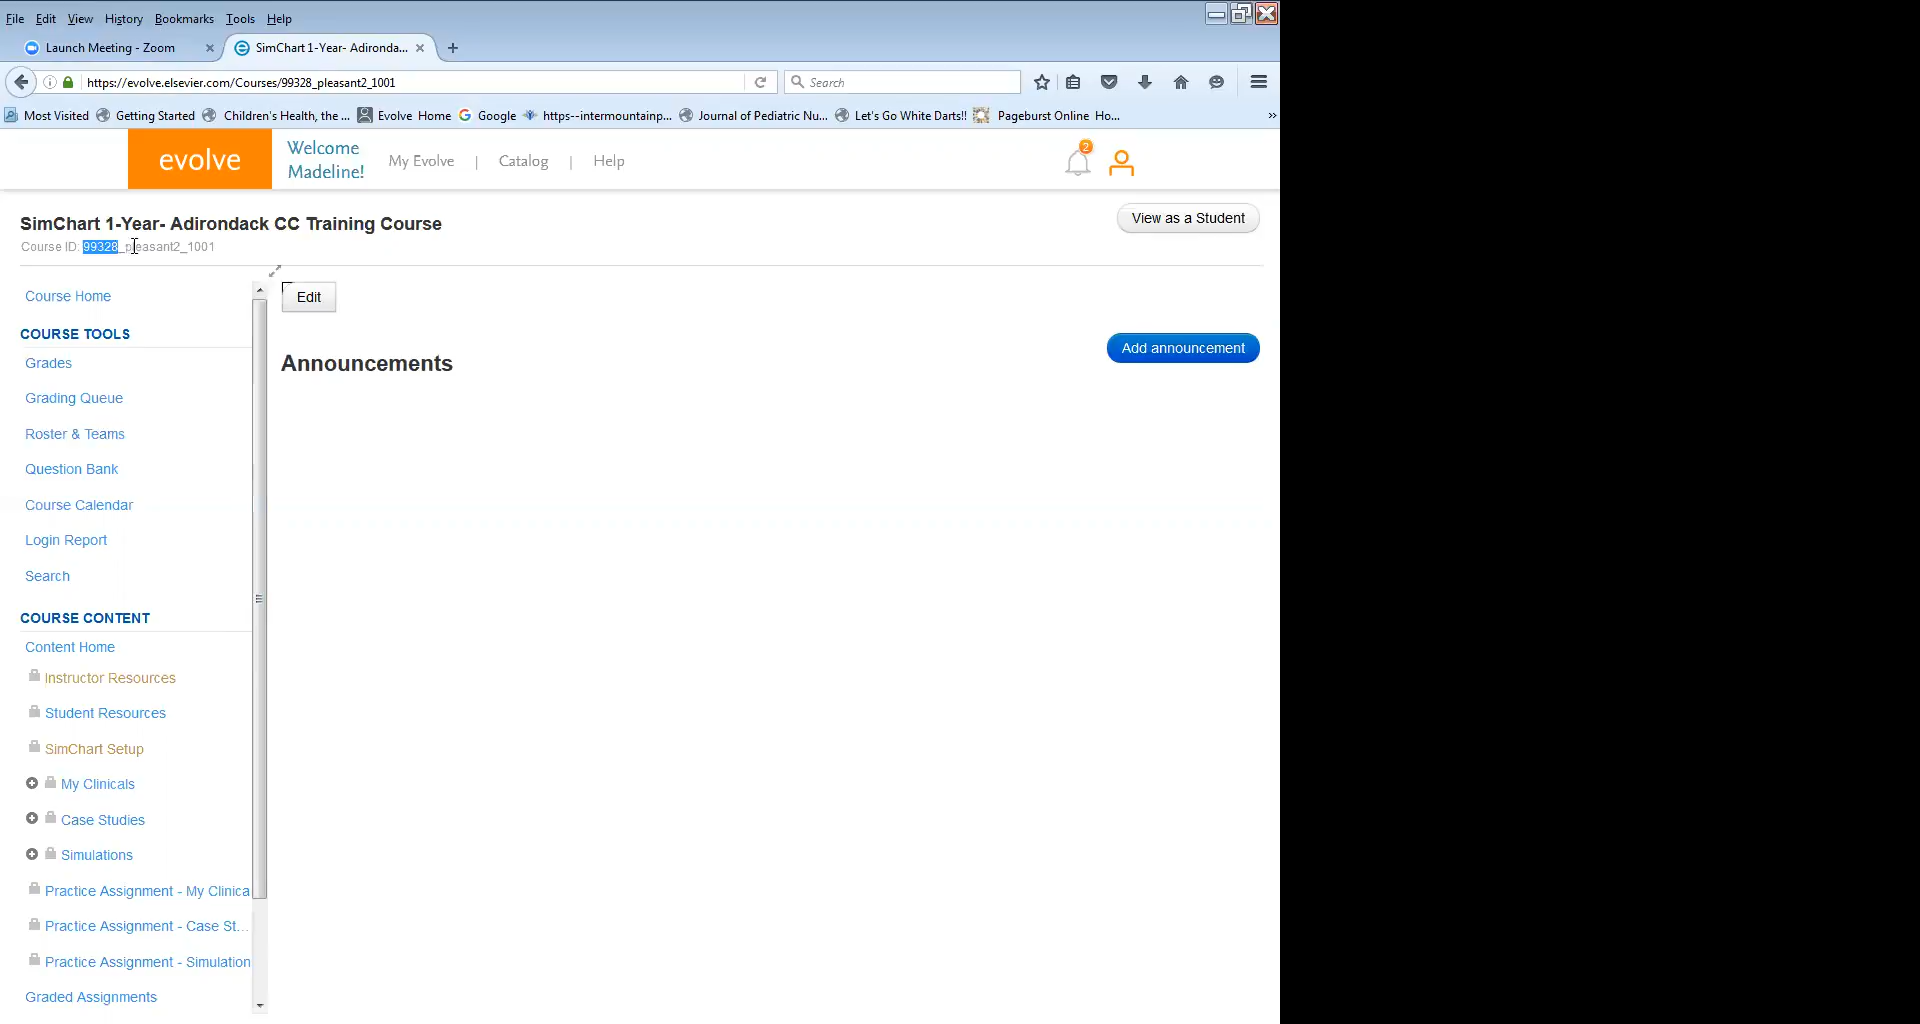 File Edit View History Bookmarks Tools Help
Launch Meeting - Zoom SimChart 1-Year- Adironda...
https://evolve.elsevier.com/Courses/99328_pleasant2_1001 Search
Most Visited Getting Started Children's Health, the ... Evolve Home Google https--intermountainp... Journal of Pediatric Nu... Let's Go White Darts!! Pageburst Online Ho...
evolve
Welcome
Madeline!
My Evolve | Catalog | Help
2
SimChart 1-Year- Adirondack CC Training Course
View as a Student
Course ID: 99328_pleasant2_1001
Course Home
Edit
COURSE TOOLS
Add announcement
Announcements
Grades
Grading Queue
Roster & Teams
Question Bank
Course Calendar
Login Report
Search
COURSE CONTENT
Content Home
Instructor Resources
Student Resources
SimChart Setup
My Clinicals
Case Studies
Simulations
Practice Assignment - My Clinica
Practice Assignment - Case St...
Practice Assignment - Simulation
Graded Assignments